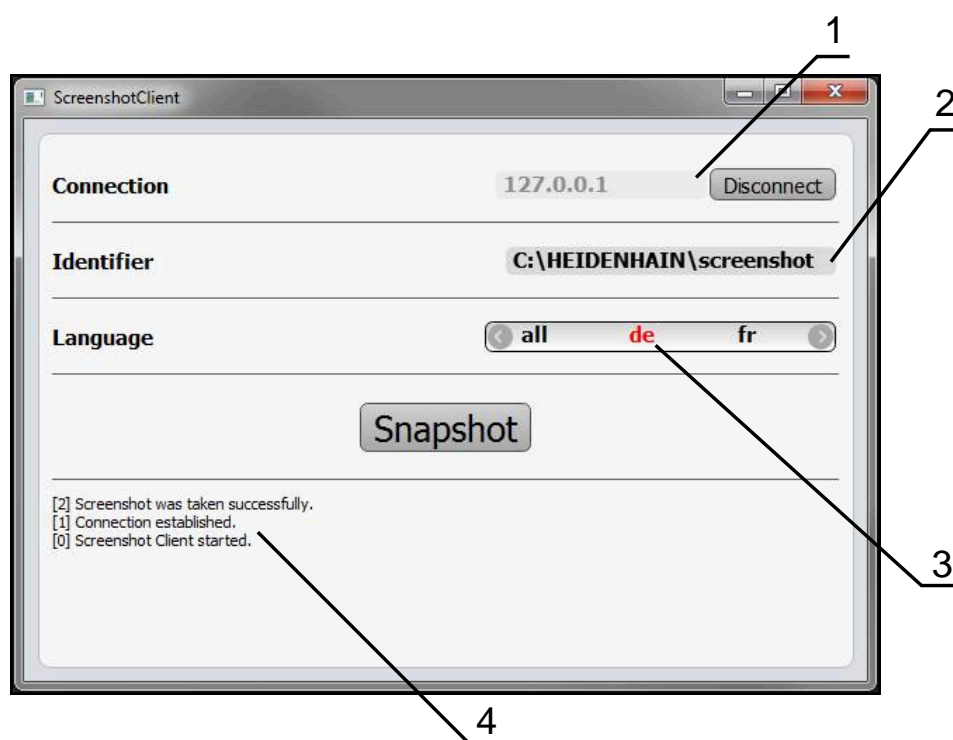 1
ScreenshotClient
2
Connection 127.0.0.1 Disconnect
Identifier C:\HEIDENHAIN\screenshot
Language all de fr
Snapshot
[2] Screenshot was taken successfully.
[1] Connection established.
[0] Screenshot Client started.
3
4